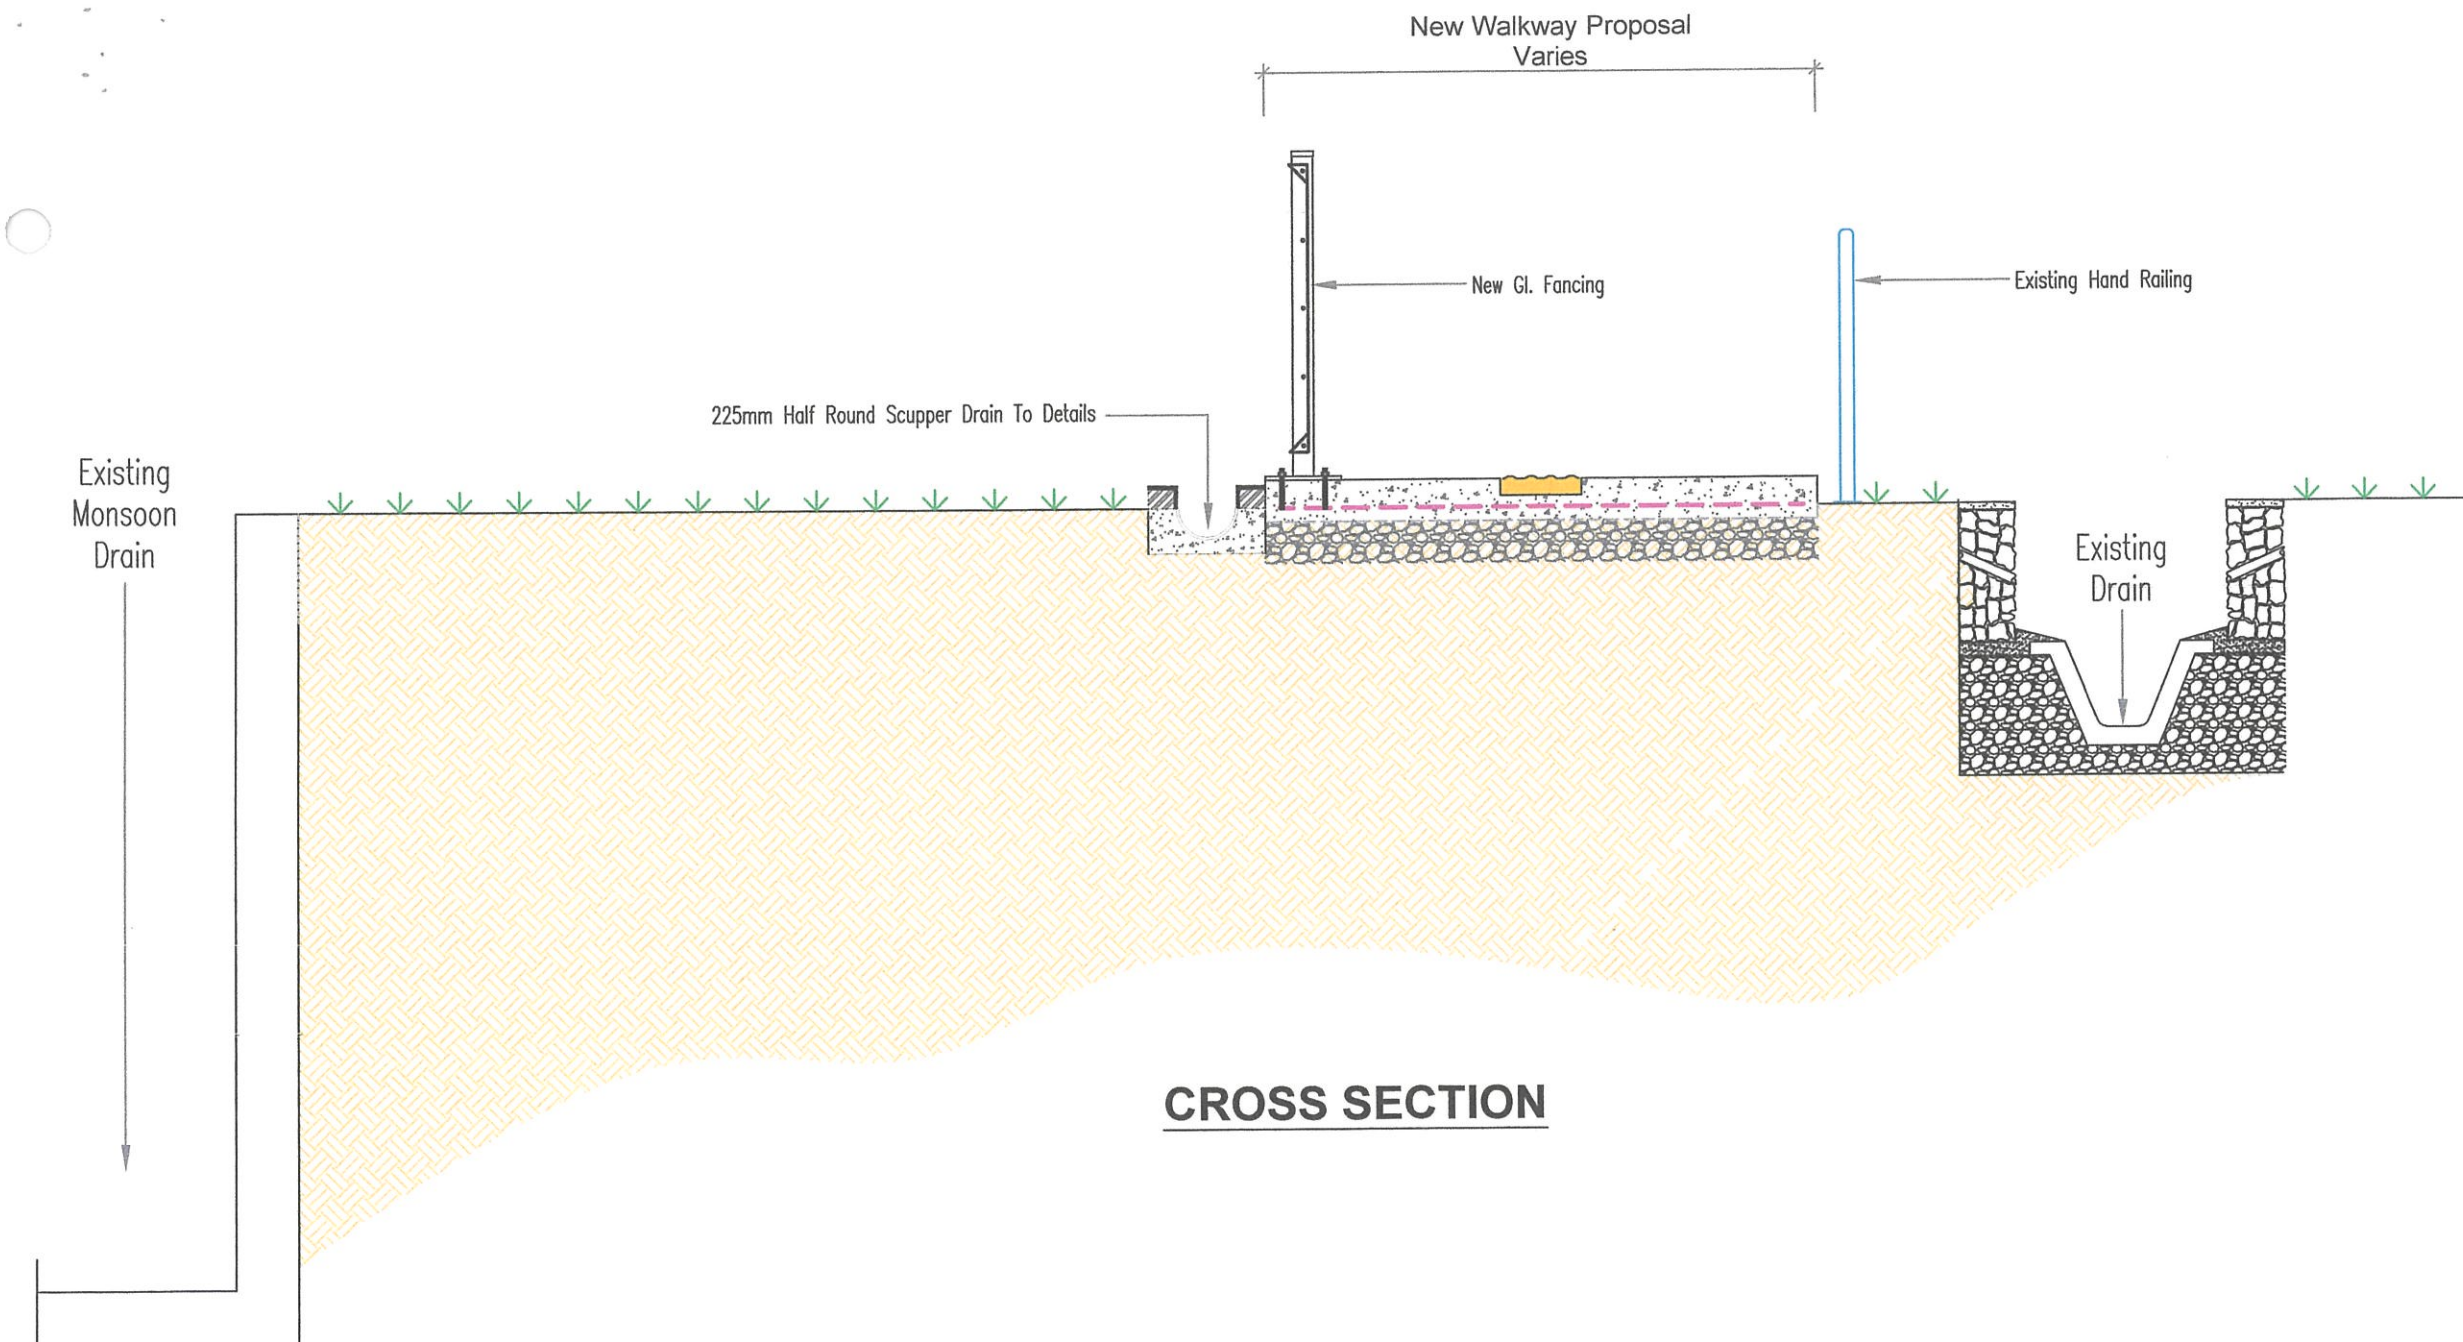 New Walkway Proposal
Varies
New GI. Fancing
Existing Hand Railing
225mm Half Round Scupper Drain To Details
Existing
Monsoon
Drain
Existing
Drain
CROSS SECTION